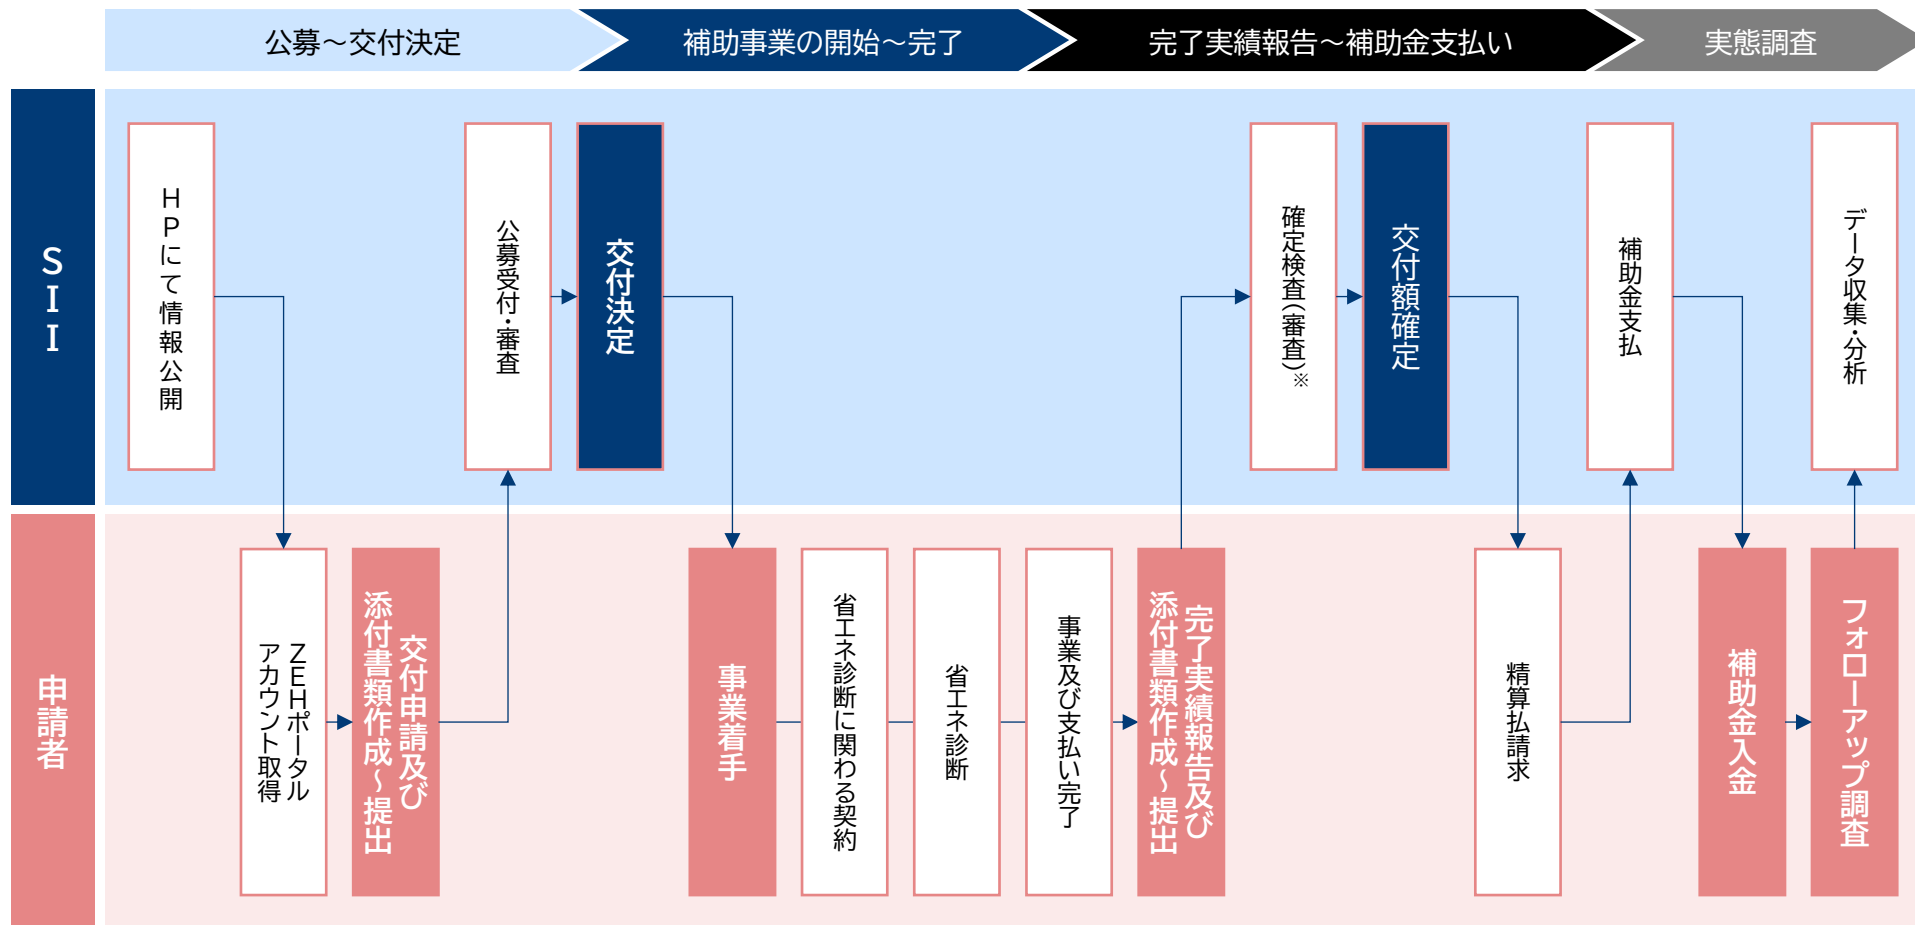 公募～交付決定
補助事業の開始～完了
完了実績報告～補助金支払い
実態調査
SII
HPにて情報公開
公募受付・審査
交付決定
確定検査(審査)※
交付額確定
補助金支払
データ収集・分析
申請者
ZEHポータル
アカウント取得
交付申請及び
添付書類作成～提出
事業着手
省エネ診断に関わる契約
省エネ診断
事業及び支払い完了
完了実績報告及び
添付書類作成～提出
精算払請求
補助金入金
フォローアップ調査